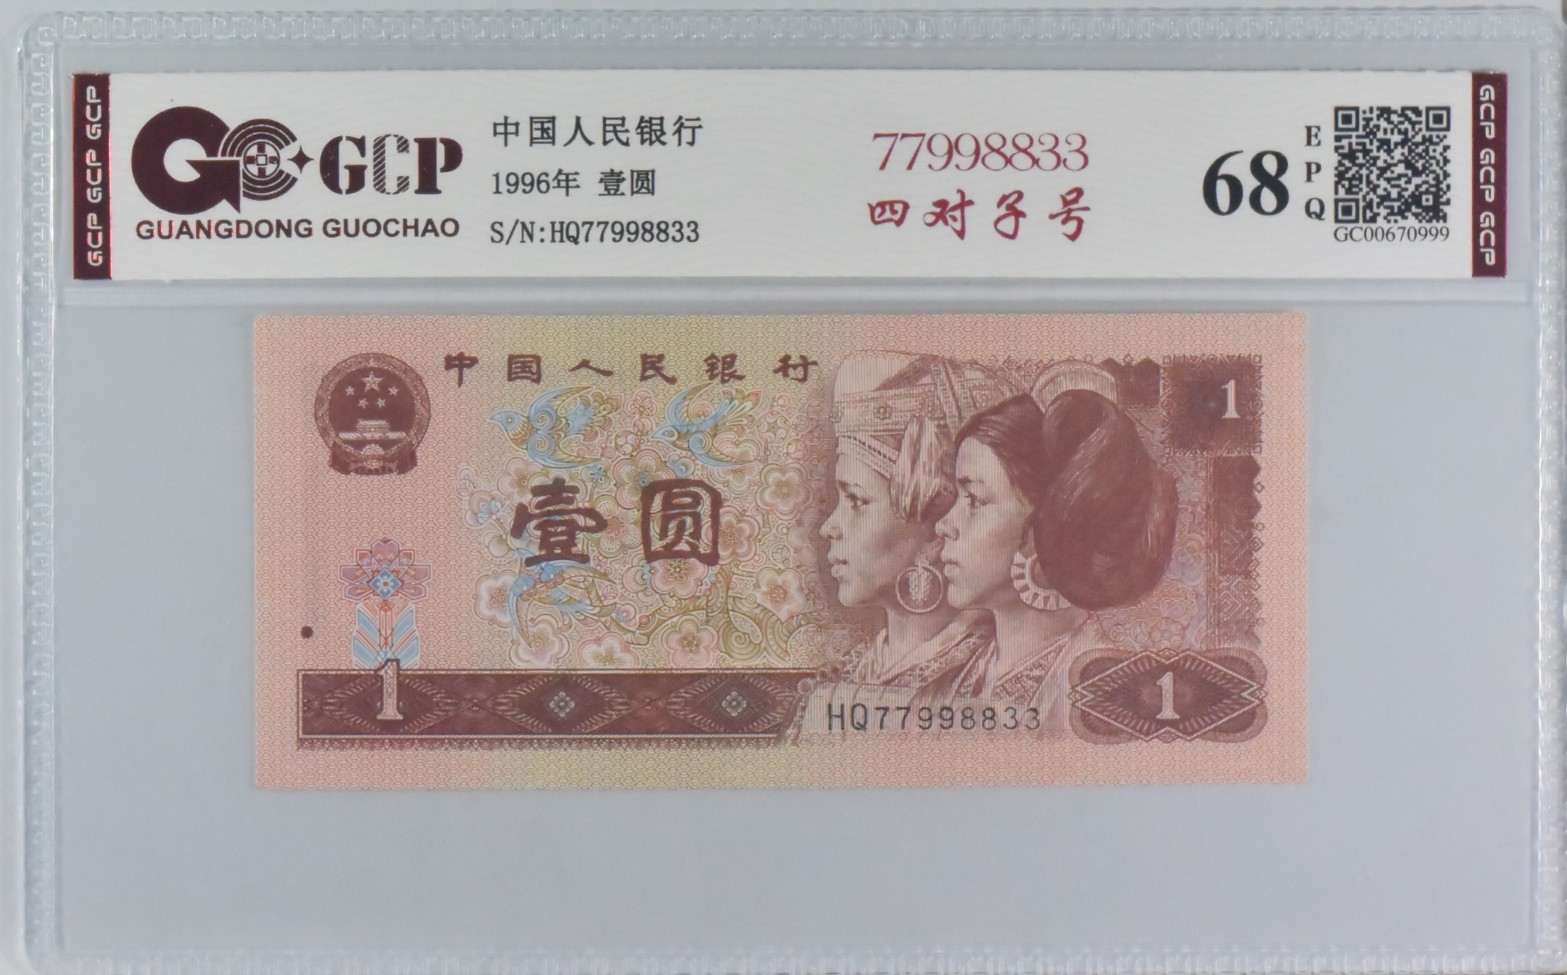 GCP GCP GCP
GCP
GUANGDONG GUOCHAO
中国人民银行
1996年 壹圆
S/N:HQ77998833
77998833
四对子号
68
EPQ
GC00670999
GCP GCP GCP
中国人民银行
1
壹圆
1
HQ77998833
1